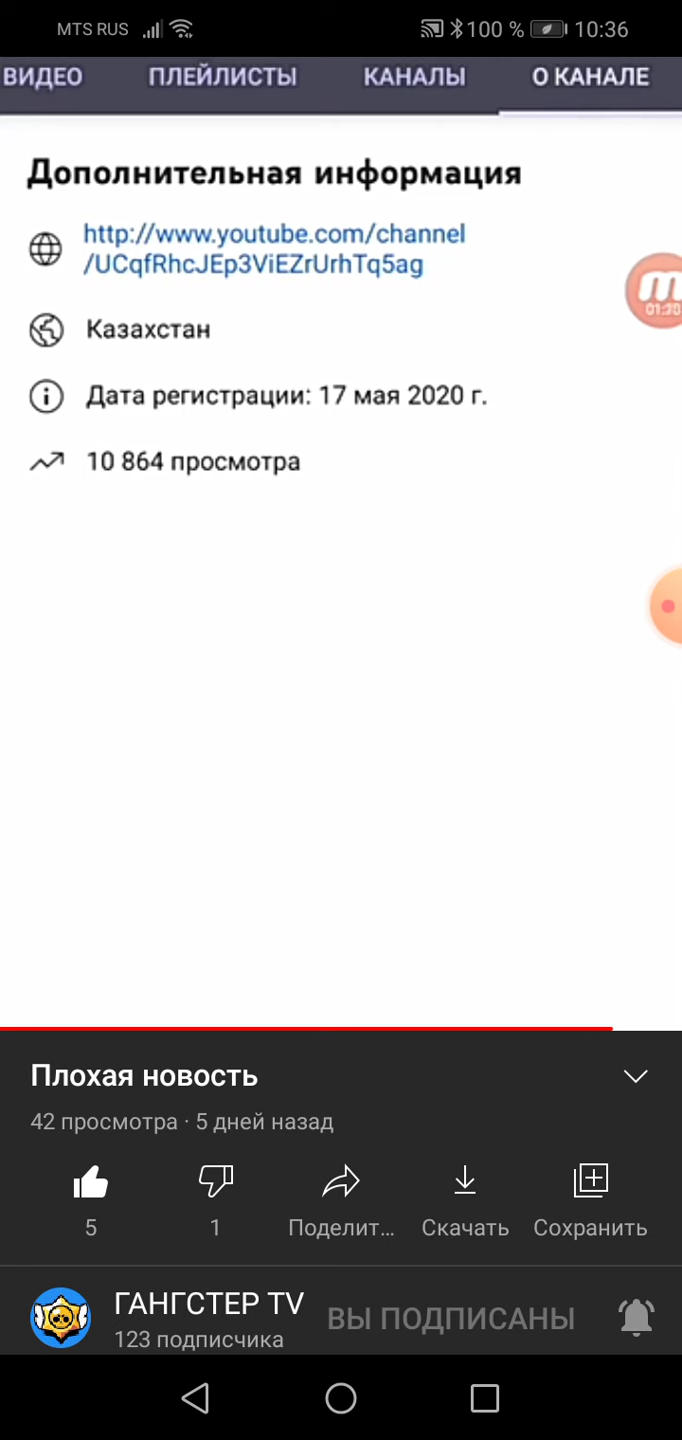 MTS RUS 100 % 10:36
ВИДЕО ПЛЕЙЛИСТЫ КАНАЛЫ О КАНАЛЕ
Дополнительная информация
http://www.youtube.com/channel
/UCqfRhcJEp3ViEZrUrhTq5ag
m
01:30
Казахстан
Дата регистрации: 17 мая 2020 г.
10 864 просмотра
Плохая новость
42 просмотра · 5 дней назад
5 1 Поделит... Скачать Сохранить
ГАНГСТЕР TV
123 подписчика
ВЫ ПОДПИСАНЫ